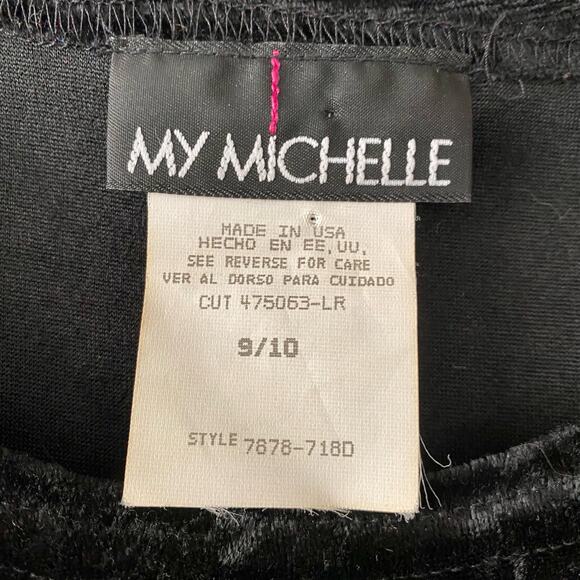 MY MICHELLE
MADE IN USA
HECHO EN EE,UU,
SEE REVERSE FOR CARE
VER AL DORSO PARA CUIDADO
CUT 475063-LR
9/10
STYLE 7878-718D